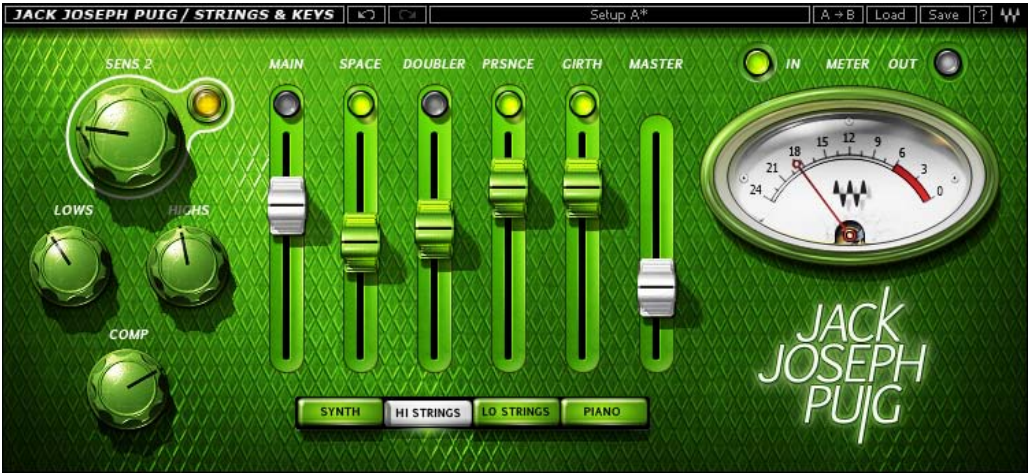 JACK JOSEPH PUIG / STRINGS & KEYS Setup A* A→B Load Save ?
SENS 2 MAIN SPACE DOUBLER PRSNCE GIRTH MASTER IN METER OUT
24 21 18 15 12 9 6 3 0
LOWS HIGHS
COMP
JACK
JOSEPH
PUIG
SYNTH HI STRINGS LO STRINGS PIANO